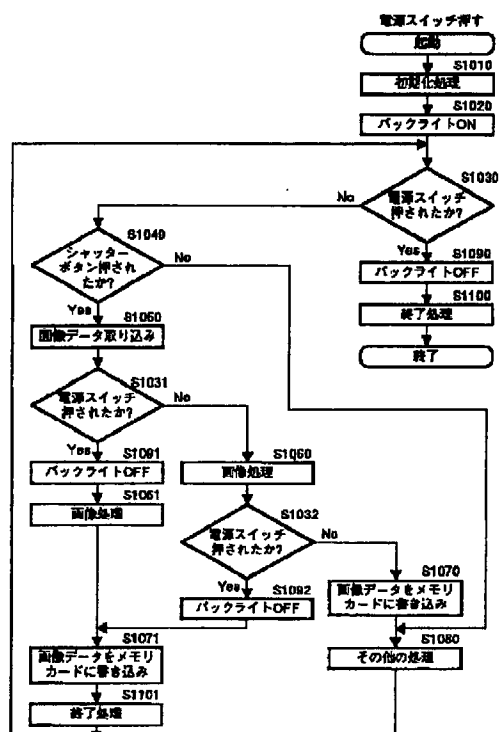 電源スイッチ押す
起動
S1010
初期化処理
S1020
バックライトON
S1030
電源スイッチ
押されたか?
No
Yes
S1090
バックライトOFF
S1100
終了処理
終了
S1040
シャッター
ボタン押され
たか?
No
Yes
S1050
画像データ取り込み
S1031
電源スイッチ
押されたか?
No
Yes
S1091
バックライトOFF
S1061
画像処理
S1060
画像処理
S1032
電源スイッチ
押されたか?
No
Yes
S1092
バックライトOFF
S1070
画像データをメモリ
カードに書き込み
S1080
その他の処理
S1071
画像データをメモリ
カードに書き込み
S1101
終了処理